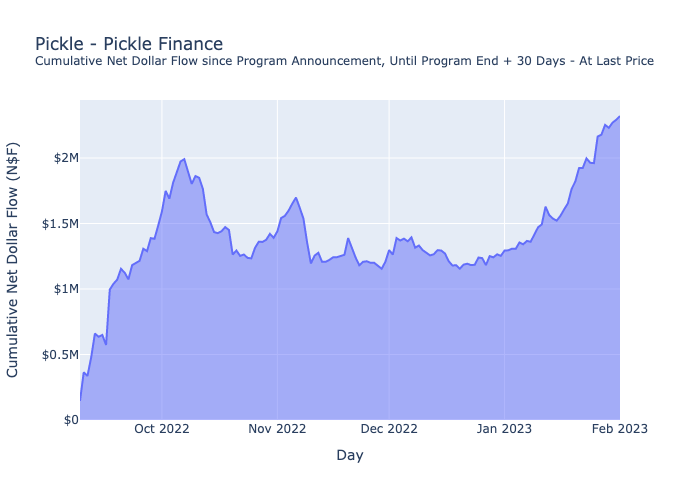 Pickle - Pickle Finance
Cumulative Net Dollar Flow since Program Announcement, Until Program End + 30 Days - At Last Price
Cumulative Net Dollar Flow (N$F)
$2M
$1.5M
$1M
$0.5M
$0
Oct 2022 Nov 2022 Dec 2022 Jan 2023 Feb 2023
Day